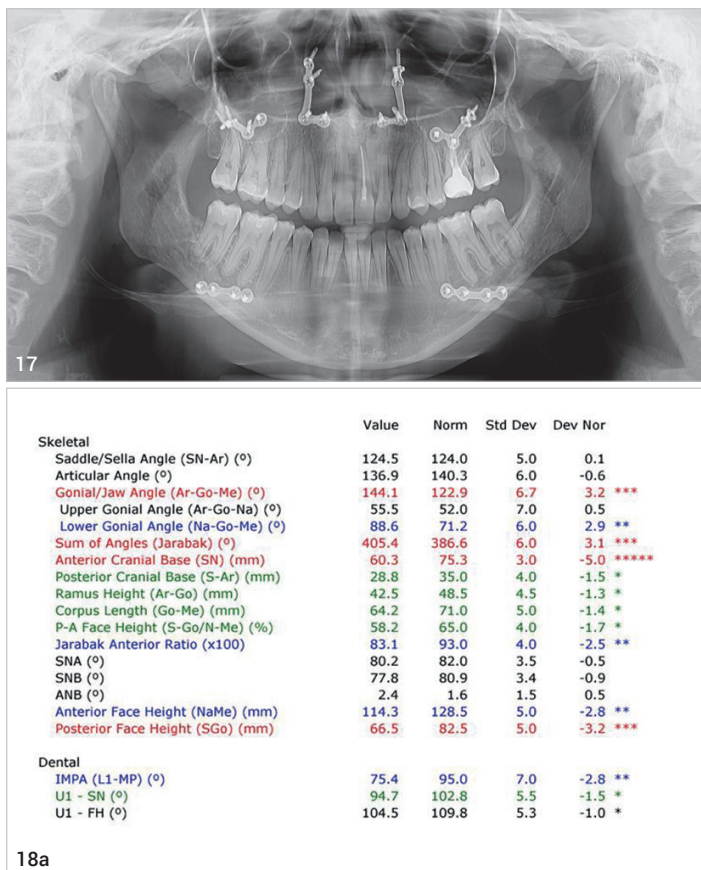 17
Value Norm Std Dev Dev Nor
Skeletal
Saddle/Sella Angle (SN-Ar) (º) 124.5 124.0 5.0 0.1
Articular Angle (º) 136.9 140.3 6.0 -0.6
Gonial/Jaw Angle (Ar-Go-Me) (º) 144.1 122.9 6.7 3.2 ***
Upper Gonial Angle (Ar-Go-Na) (º) 55.5 52.0 7.0 0.5
Lower Gonial Angle (Na-Go-Me) (º) 88.6 71.2 6.0 2.9 **
Sum of Angles (Jarabak) (º) 405.4 386.6 6.0 3.1 ***
Anterior Cranial Base (SN) (mm) 60.3 75.3 3.0 -5.0 *****
Posterior Cranial Base (S-Ar) (mm) 28.8 35.0 4.0 -1.5 *
Ramus Height (Ar-Go) (mm) 42.5 48.5 4.5 -1.3 *
Corpus Length (Go-Me) (mm) 64.2 71.0 5.0 -1.4 *
P-A Face Height (S-Go/N-Me) (%) 58.2 65.0 4.0 -1.7 *
Jarabak Anterior Ratio (x100) 83.1 93.0 4.0 -2.5 **
SNA (º) 80.2 82.0 3.5 -0.5
SNB (º) 77.8 80.9 3.4 -0.9
ANB (º) 2.4 1.6 1.5 0.5
Anterior Face Height (NaMe) (mm) 114.3 128.5 5.0 -2.8 **
Posterior Face Height (SGo) (mm) 66.5 82.5 5.0 -3.2 ***
Dental
IMPA (L1-MP) (º) 75.4 95.0 7.0 -2.8 **
U1 - SN (º) 94.7 102.8 5.5 -1.5 *
U1 - FH (º) 104.5 109.8 5.3 -1.0 *
18a